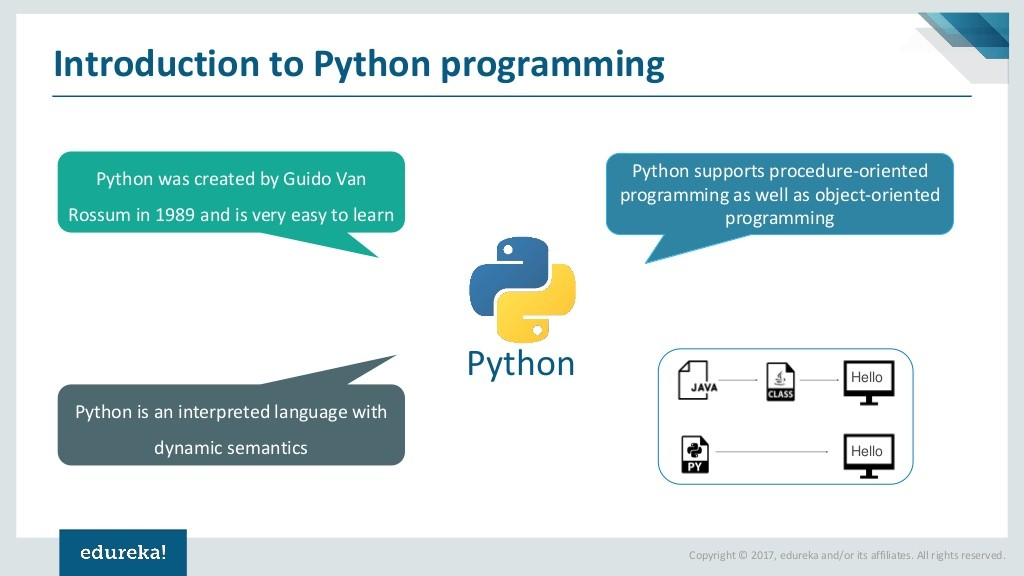 Introduction to Python programming
Python was created by Guido Van
Rossum in 1989 and is very easy to learn
Python supports procedure-oriented
programming as well as object-oriented
programming
Python
Python is an interpreted language with
dynamic semantics
JAVA
CLASS
Hello
PY
Hello
edureka!
Copyright © 2017, edureka and/or its affiliates. All rights reserved.